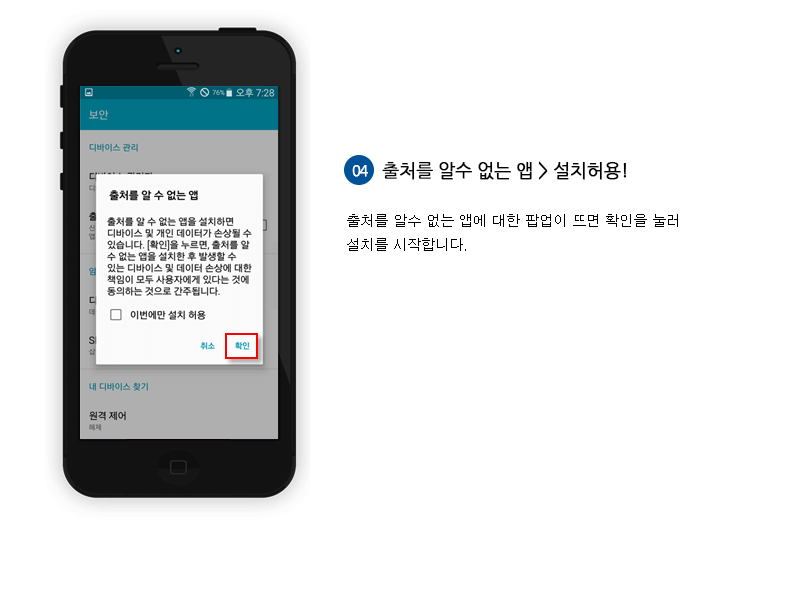 76% 오후 7:28
보안
디바이스 관리
출처를 알 수 없는 앱
출처를 알 수 없는 앱을 설치하면
디바이스 및 개인 데이터가 손상될 수
있습니다. [확인]을 누르면, 출처를 알
수 없는 앱을 설치한 후 발생할 수
있는 디바이스 및 데이터 손상에 대한
책임이 모두 사용자에게 있다는 것에
동의하는 것으로 간주됩니다.
이번에만 설치 허용
취소 확인
내 디바이스 찾기
원격 제어
해제
04 출처를 알수 없는 앱 > 설치허용!
출처를 알수 없는 앱에 대한 팝업이 뜨면 확인을 눌러
설치를 시작합니다.